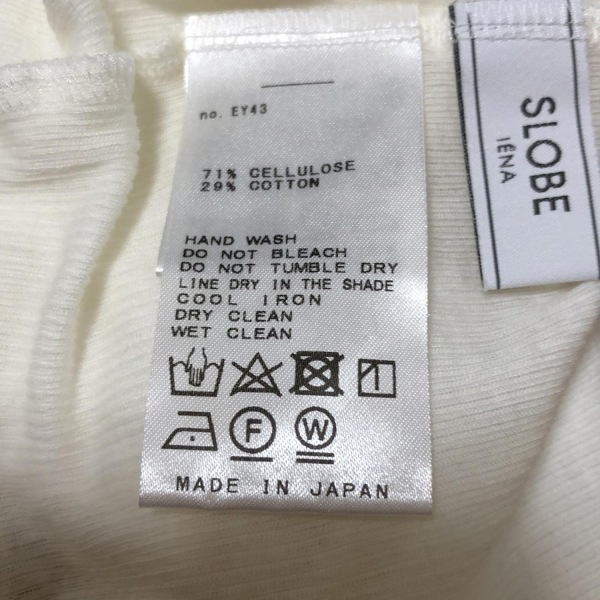 no. EY43
71% CELLULOSE
29% COTTON
HAND WASH
DO NOT BLEACH
DO NOT TUMBLE DRY
LINE DRY IN THE SHADE
COOL IRON
DRY CLEAN
WET CLEAN
F W
MADE IN JAPAN
SLOBE
IÉNA